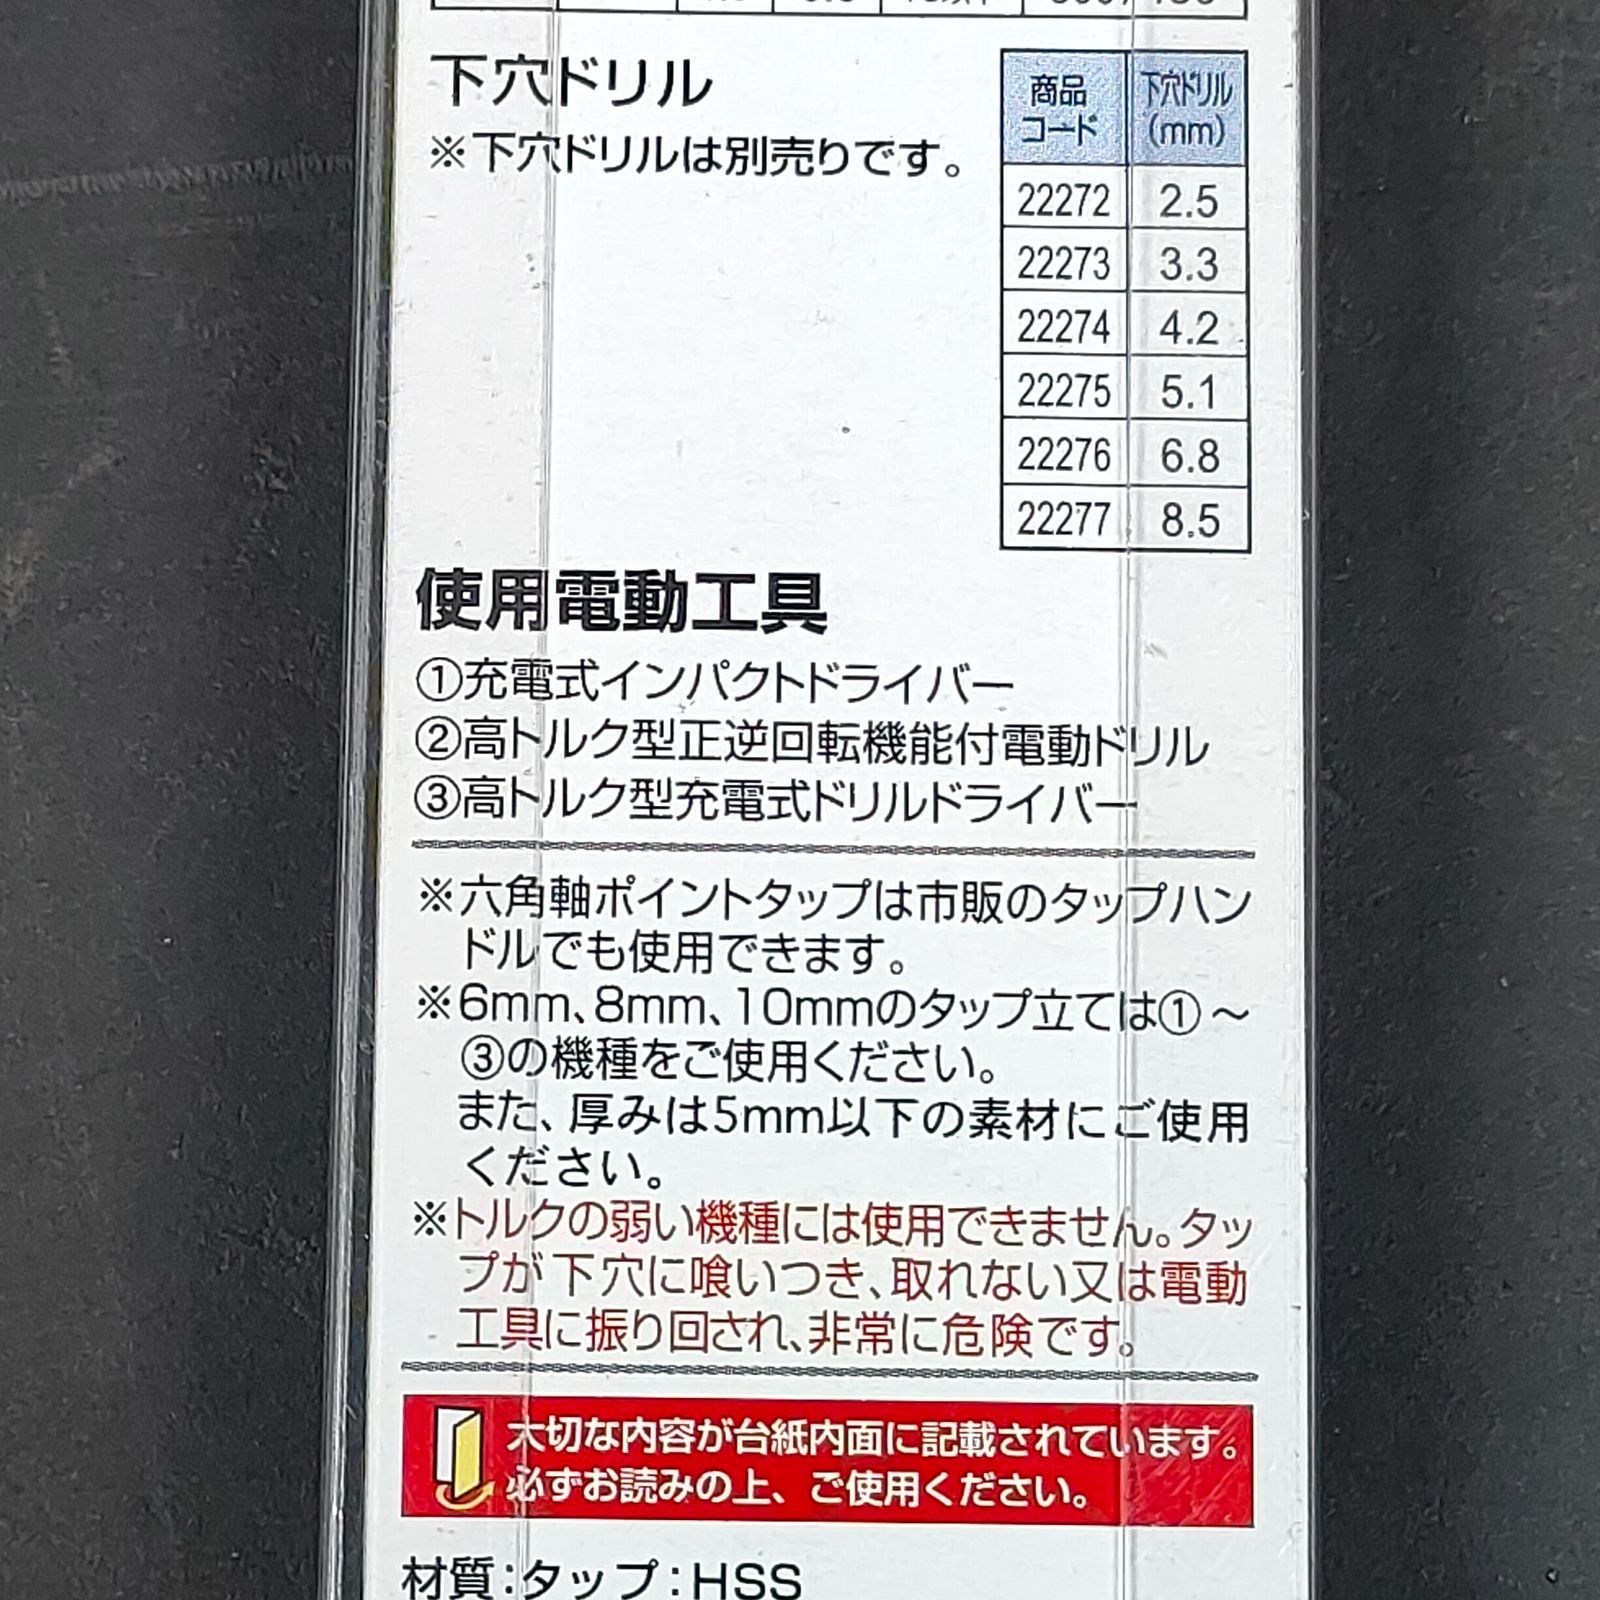 下穴ドリル
※下穴ドリルは別売りです。
商品コード 下穴ドリル(mm)
22272 2.5
22273 3.3
22274 4.2
22275 5.1
22276 6.8
22277 8.5
使用電動工具
①充電式インパクトドライバー
②高トルク型正逆回転機能付電動ドリル
③高トルク型充電式ドリルドライバー
※六角軸ポイントタップは市販のタップハン
ドルでも使用できます。
※6mm、8mm、10mmのタップ立ては①～
③の機種をご使用ください。
また、厚みは5mm以下の素材にご使用
ください。
※トルクの弱い機種には使用できません。タッ
プが下穴に喰いつき、取れない又は電動
工具に振り回され、非常に危険です。
大切な内容が台紙内面に記載されています。
必ずお読みの上、ご使用ください。
材質:タップ:HSS